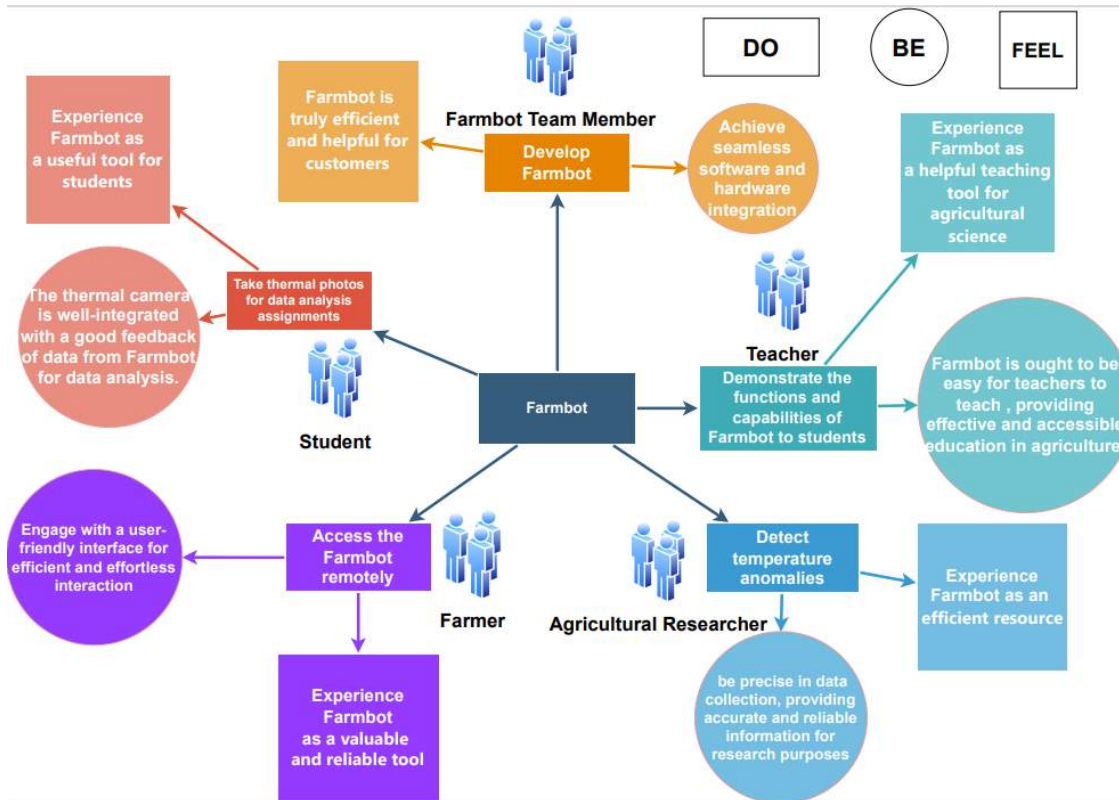 DO
BE
FEEL
Farmbot Team Member
Develop
Farmbot
Farmbot is
truly efficient
and helpful for
customers
Achieve
seamless
software and
hardware
integration
Experience
Farmbot as
a useful tool for
students
Take thermal photos
for data analysis
assignments
The thermal camera
is well-integrated
with a good feedback
of data from Farmbot
for data analysis.
Student
Experience
Farmbot as
a helpful teaching
tool for
agricultural
science
Teacher
Demonstrate the
functions and
capabilities of
Farmbot to students
Farmbot is ought to be
easy for teachers to
teach , providing
effective and accessible
education in agriculture
Farmbot
Engage with a user-
friendly interface for
efficient and effortless
interaction
Access the
Farmbot
remotely
Farmer
Experience
Farmbot
as a valuable
and reliable tool
Agricultural Researcher
Detect
temperature
anomalies
Experience
Farmbot as an
efficient resource
be precise in data
collection, providing
accurate and reliable
information for
research purposes